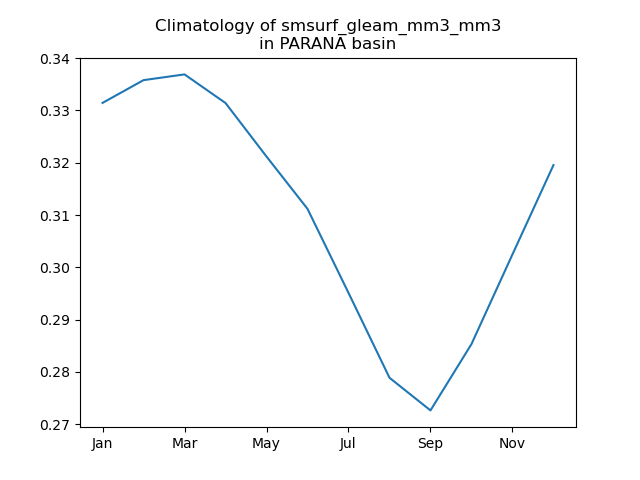 Climatology of smsurf_gleam_mm3_mm3
in PARANA basin
0.34
0.33
0.32
0.31
0.30
0.29
0.28
0.27
Jan Mar May Jul Sep Nov